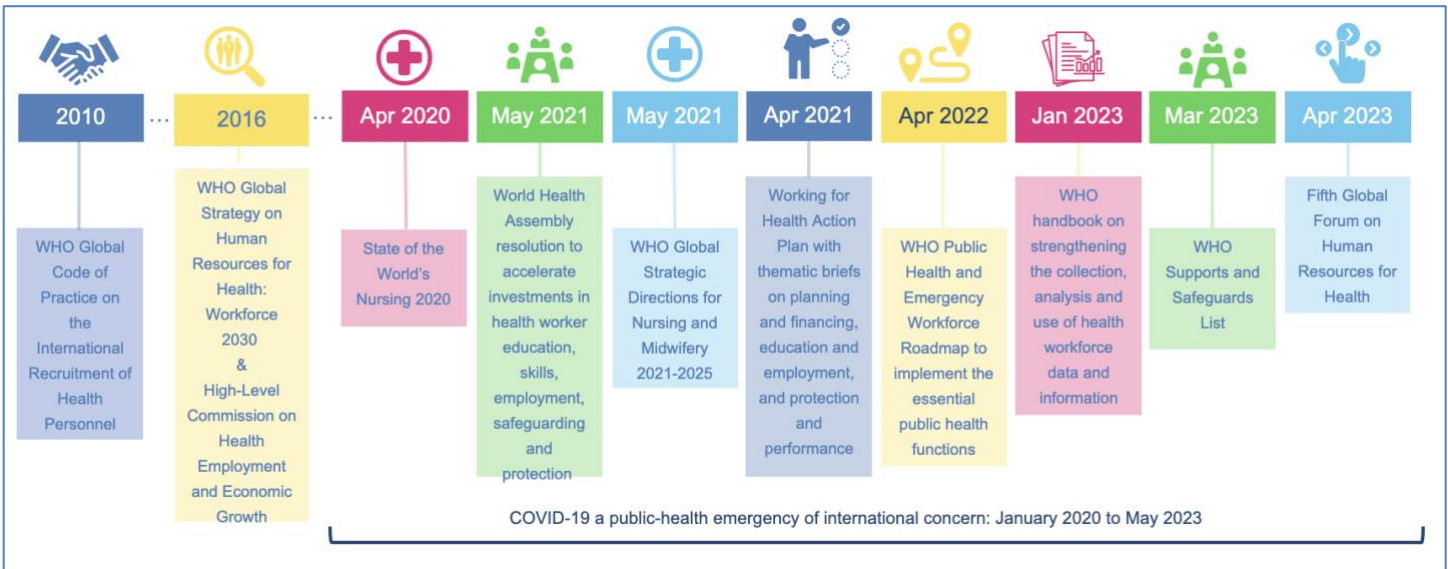 2010
...
2016
...
Apr 2020
May 2021
May 2021
Apr 2021
Apr 2022
Jan 2023
Mar 2023
Apr 2023
WHO Global
Code of
Practice on
the
International
Recruitment of
Health
Personnel
WHO Global
Strategy on
Human
Resources for
Health:
Workforce
2030
&
High-Level
Commission on
Health
Employment
and Economic
Growth
State of the
World's
Nursing 2020
World Health
Assembly
resolution to
accelerate
investments in
health worker
education,
skills,
employment,
safeguarding
and
protection
WHO Global
Strategic
Directions for
Nursing and
Midwifery
2021-2025
Working for
Health Action
Plan with
thematic briefs
on planning
and financing,
education and
employment,
and protection
and
performance
WHO Public
Health and
Emergency
Workforce
Roadmap to
implement the
essential
public health
functions
WHO
handbook on
strengthening
the collection,
analysis and
use of health
workforce
data and
information
WHO
Supports and
Safeguards
List
Fifth Global
Forum on
Human
Resources for
Health
COVID-19 a public-health emergency of international concern: January 2020 to May 2023